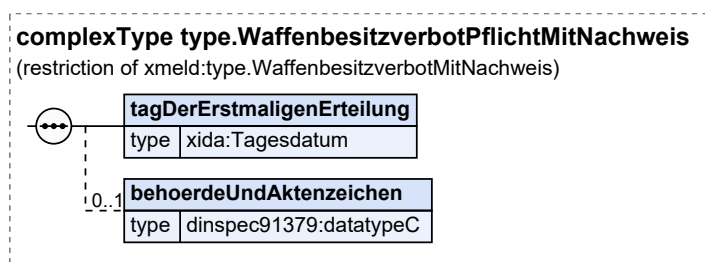 complexType type.WaffenbesitzverbotPflichtMitNachweis
(restriction of xmeld:type.WaffenbesitzverbotMitNachweis)
tagDerErstmaligenErteilung
type xida:Tagesdatum
0..1 behoerdeUndAktenzeichen
type dinspec91379:datatypeC